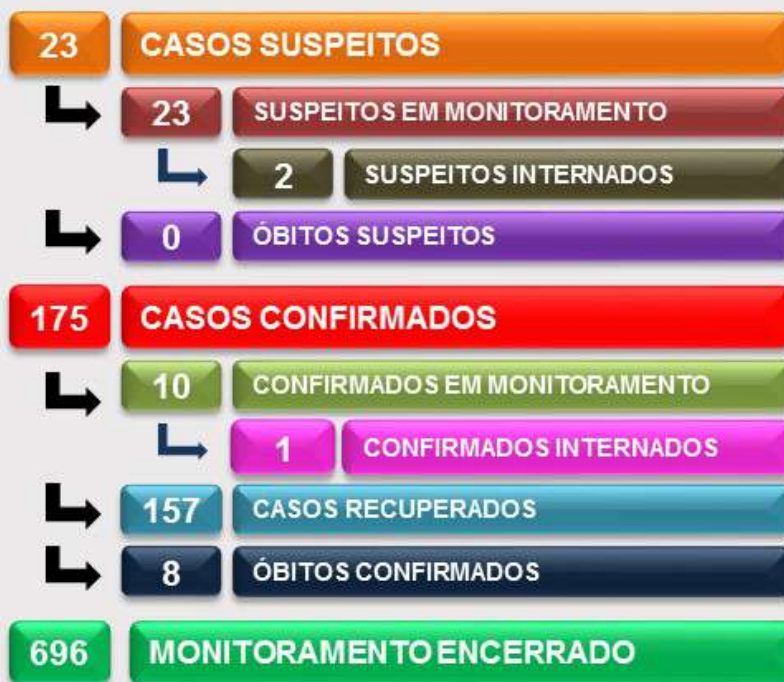 23 CASOS SUSPEITOS
23 SUSPEITOS EM MONITORAMENTO
2 SUSPEITOS INTERNADOS
0 ÓBITOS SUSPEITOS
175 CASOS CONFIRMADOS
10 CONFIRMADOS EM MONITORAMENTO
1 CONFIRMADOS INTERNADOS
157 CASOS RECUPERADOS
8 ÓBITOS CONFIRMADOS
696 MONITORAMENTO ENCERRADO